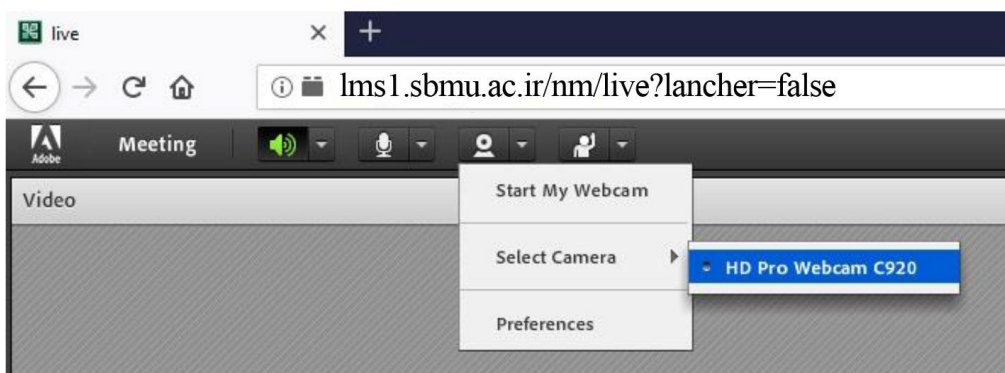 live
lms1.sbmu.ac.ir/nm/live?lancher=false
Adobe Meeting
Video
Start My Webcam
Select Camera
HD Pro Webcam C920
Preferences